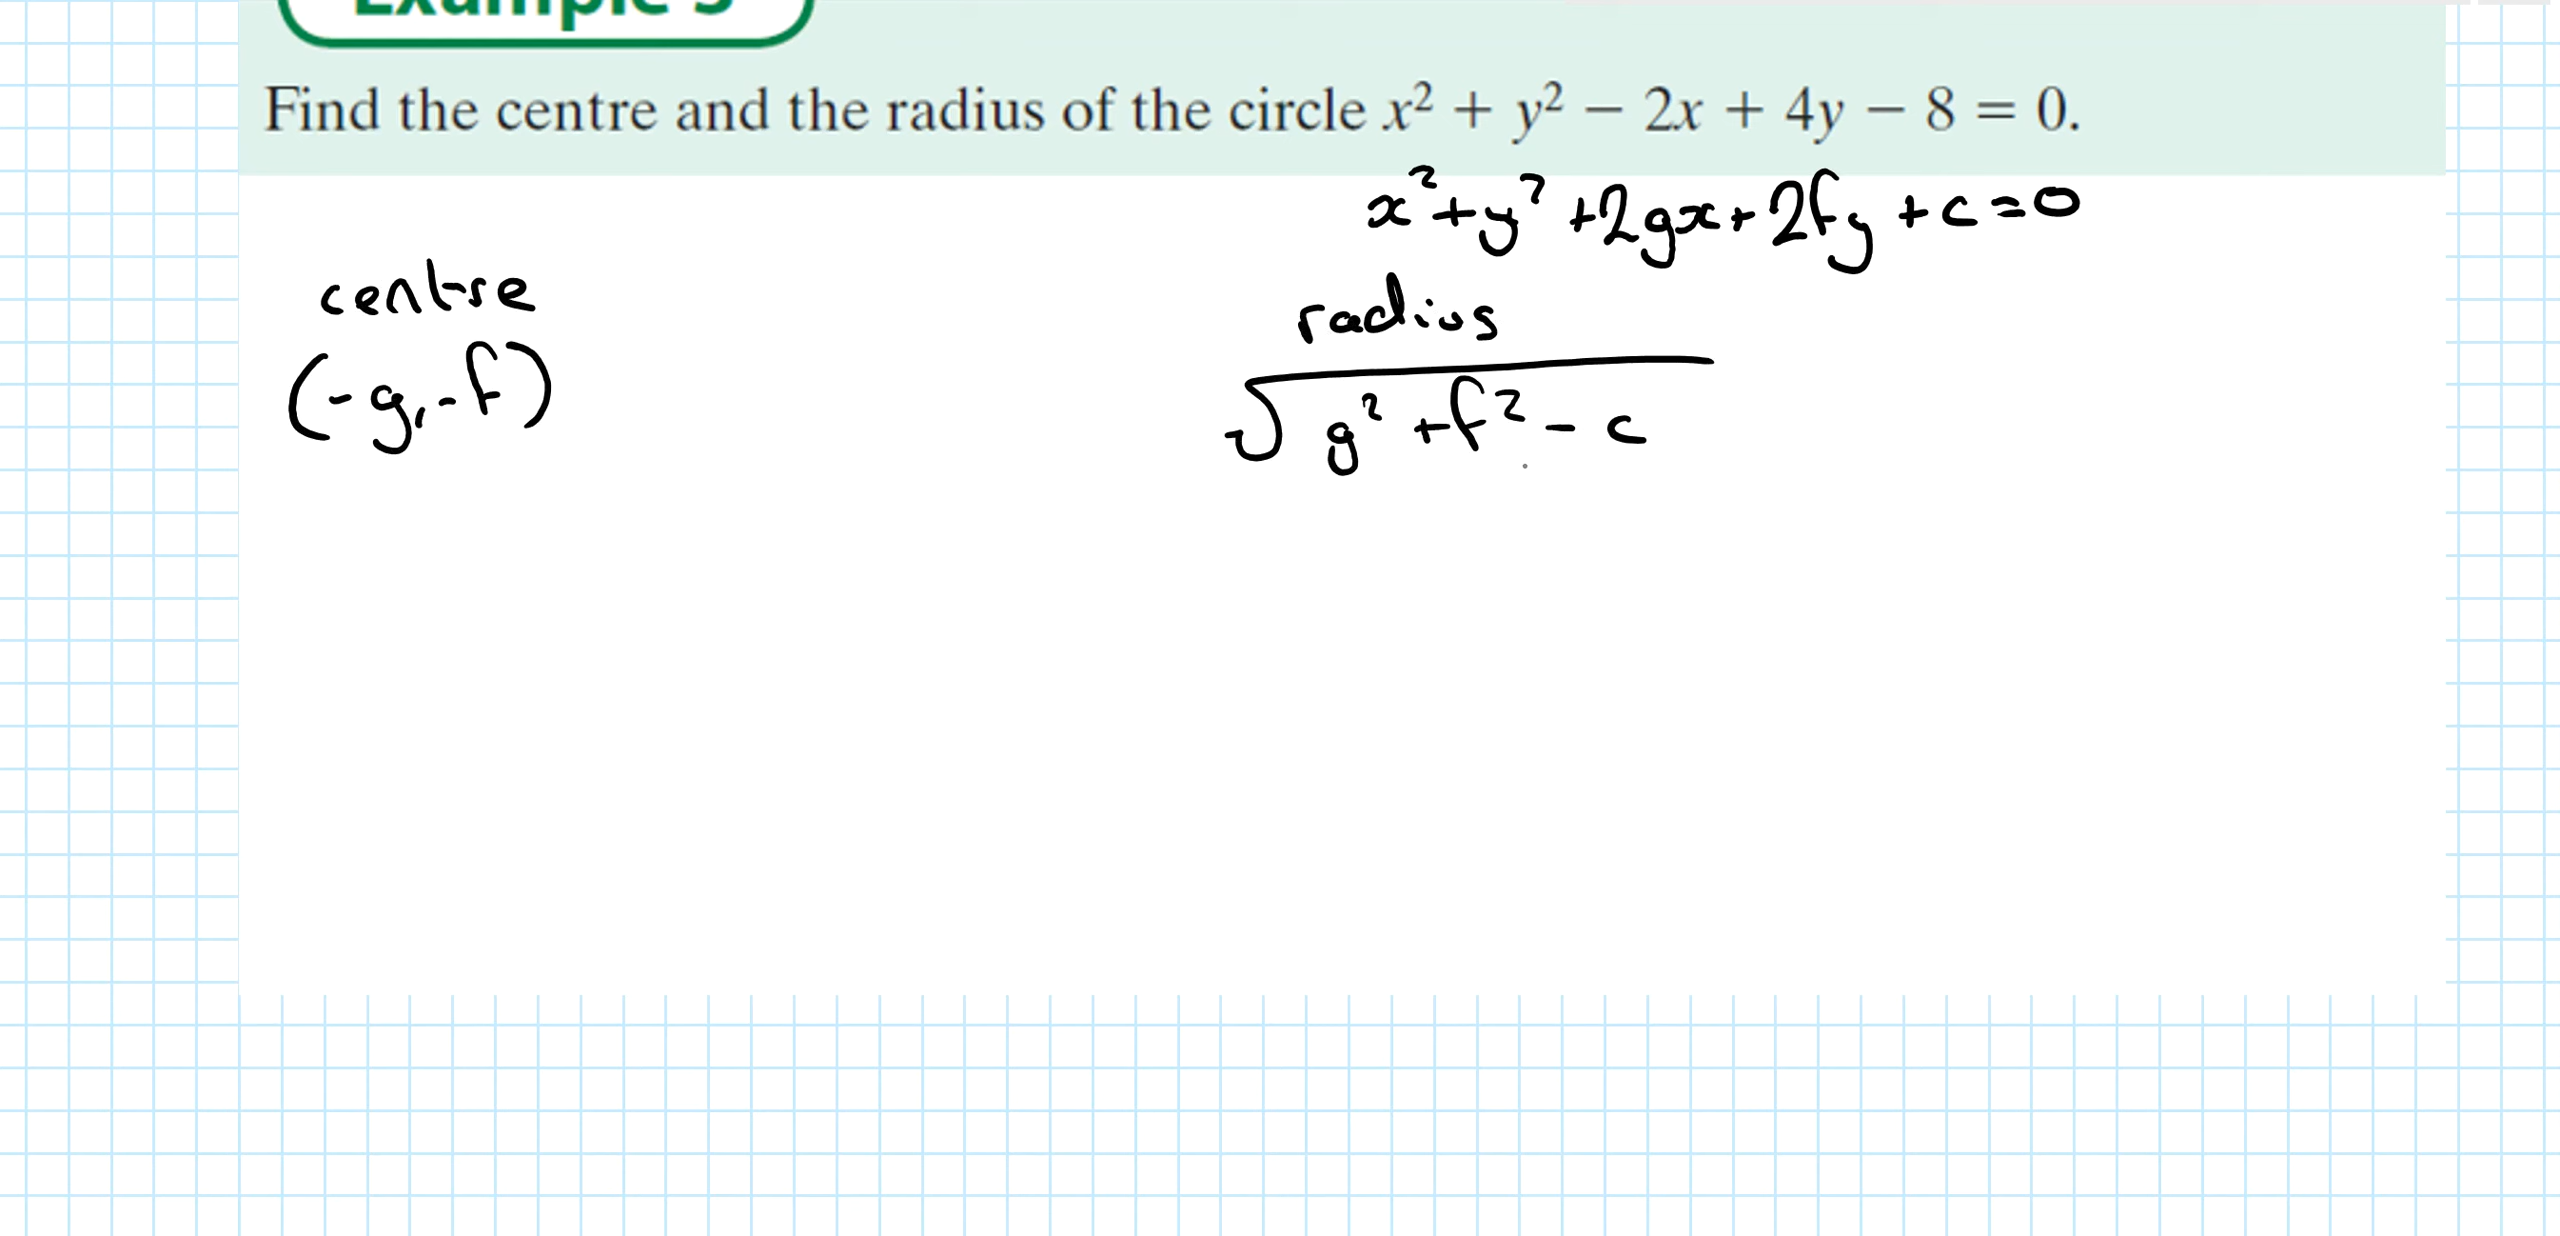 Example 3
Find the centre and the radius of the circle x² + y² − 2x + 4y − 8 = 0.
x²+y²+2gx+2fy+c=0
centre
radius
(-g,-f)
√g²+f²-c